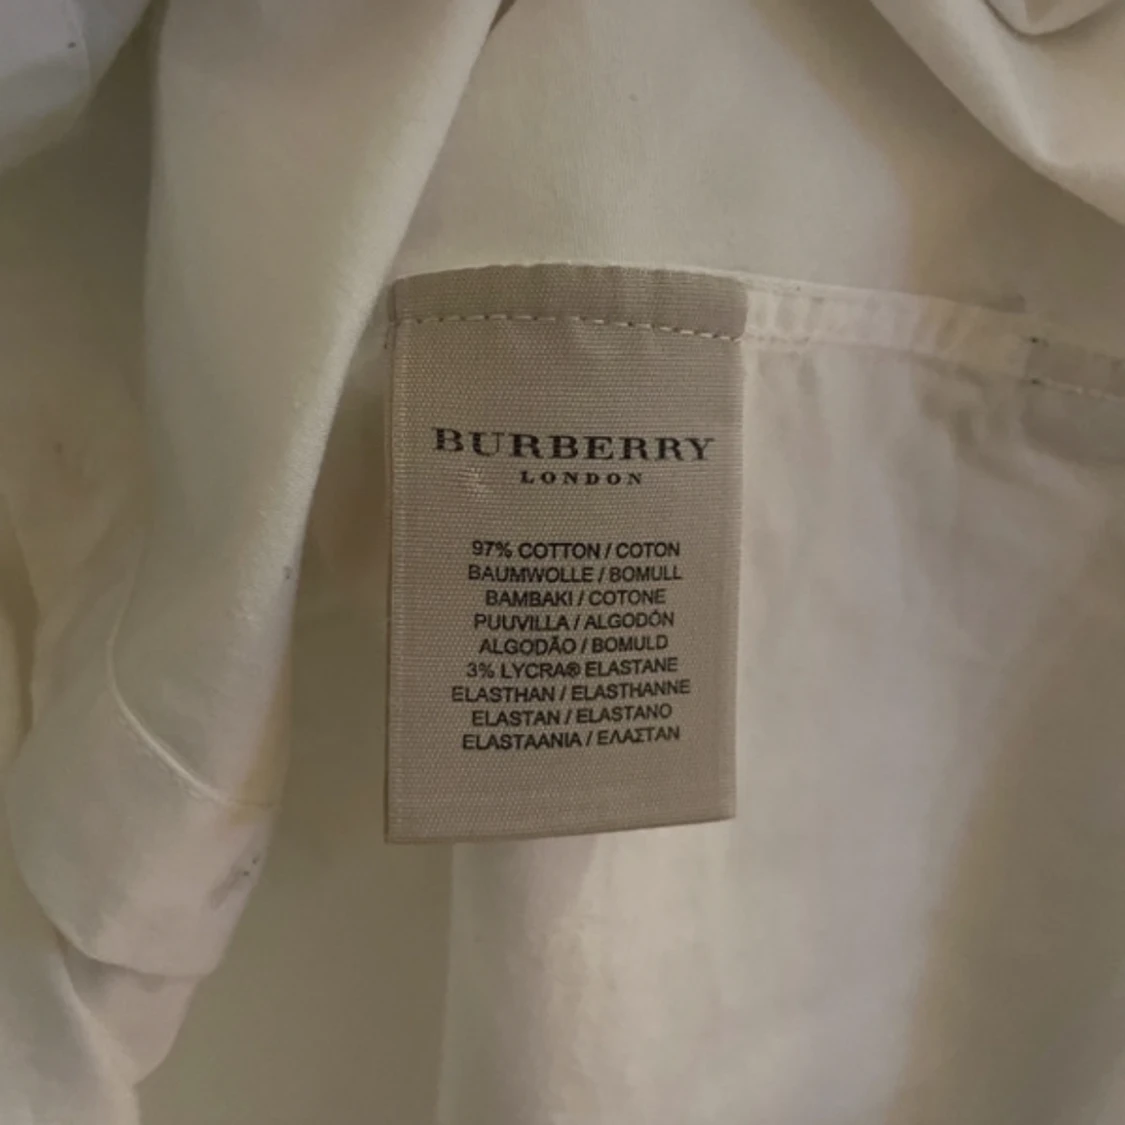 BURBERRY
LONDON
97% COTTON / COTON
BAUMWOLLE / BOMULL
BAMBAKI / COTONE
PUUVILLA / ALGODÓN
ALGODÃO / BOMULD
3% LYCRA® ELASTANE
ELASTHAN / ELASTHANNE
ELASTAN / ELASTANO
ELASTAANIA / ΕΛΑΣΤΑΝ